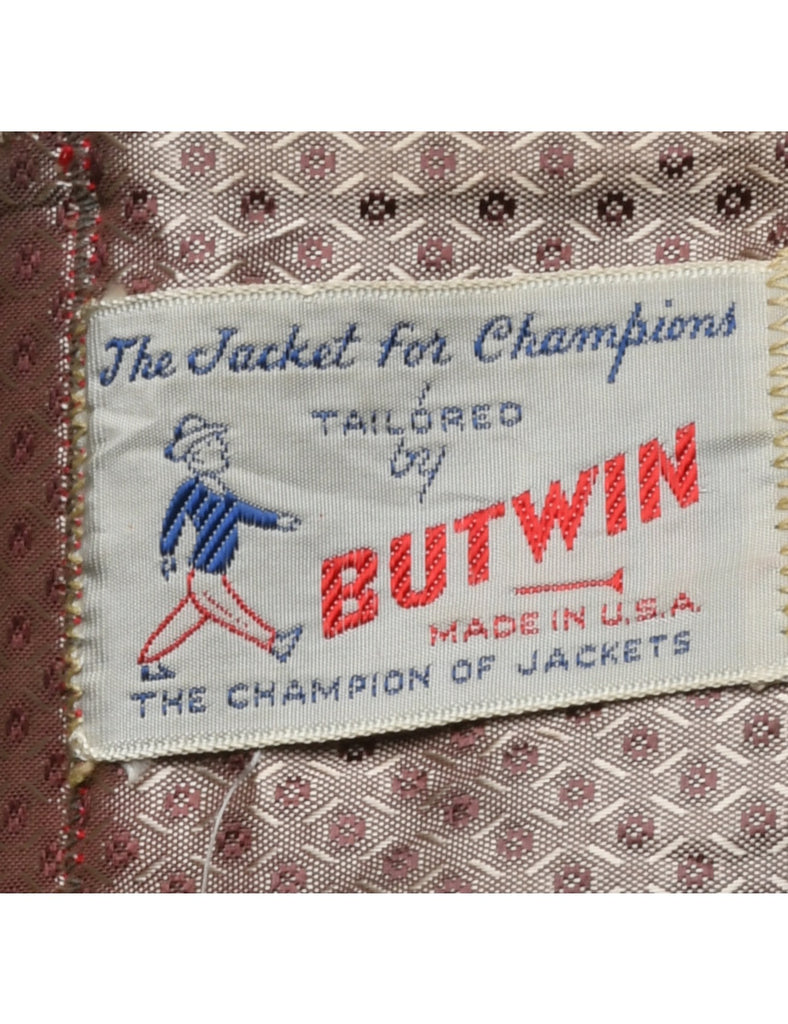 The Jacket for Champions
TAILORED
by
BUTWIN
MADE IN U.S.A.
THE CHAMPION OF JACKETS